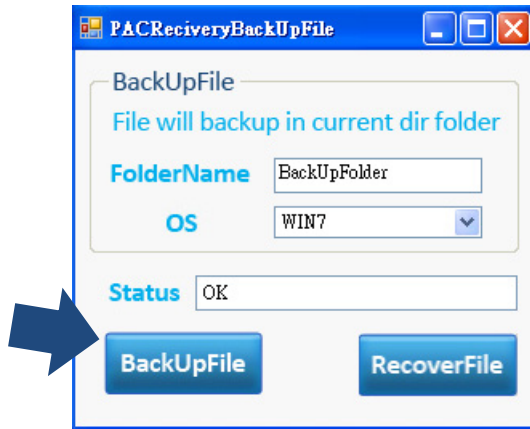 PACReciveryBackUpFile
BackUpFile
File will backup in current dir folder
FolderName BackUpFolder
OS WIN7
Status OK
BackUpFile RecoverFile